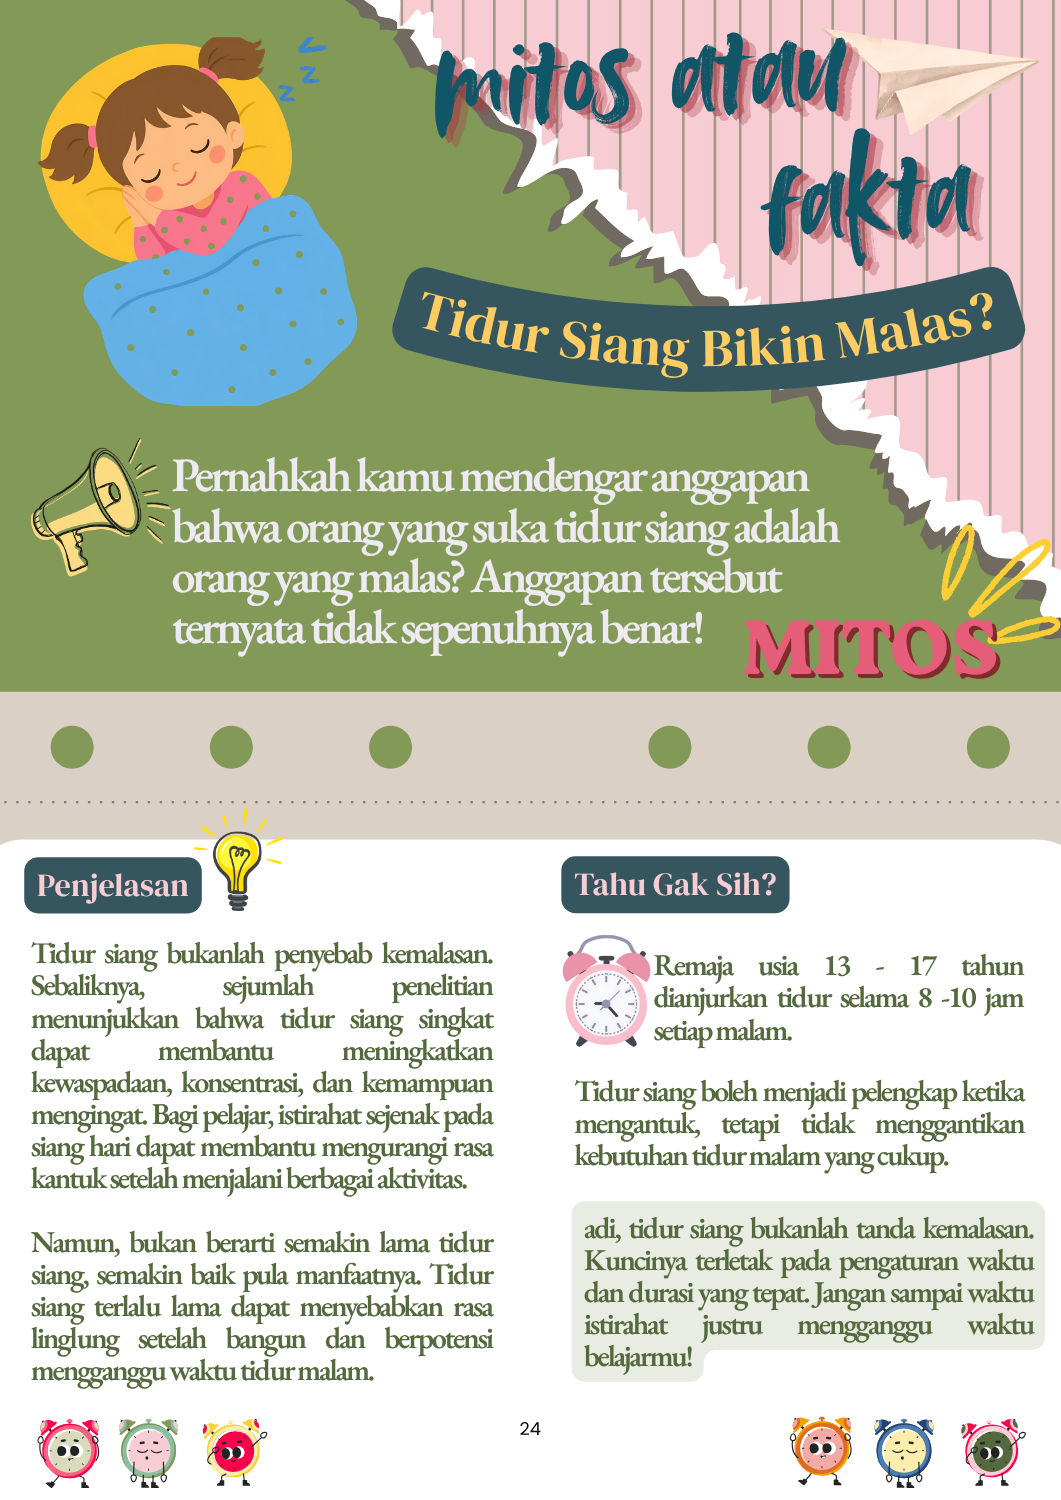 mitos atau
fakta
Tidur Siang Bikin Malas?
Pernahkah kamu mendengar anggapan
bahwa orang yang suka tidur siang adalah
orang yang malas? Anggapan tersebut
ternyata tidak sepenuhnya benar!
MITOS
Penjelasan
Tidur siang bukanlah penyebab kemalasan.
Sebaliknya, sejumlah penelitian
menunjukkan bahwa tidur siang singkat
dapat membantu meningkatkan
kewaspadaan, konsentrasi, dan kemampuan
mengingat. Bagi pelajar, istirahat sejenak pada
siang hari dapat membantu mengurangi rasa
kantuk setelah menjalani berbagai aktivitas.
Namun, bukan berarti semakin lama tidur
siang, semakin baik pula manfaatnya. Tidur
siang terlalu lama dapat menyebabkan rasa
linglung setelah bangun dan berpotensi
mengganggu waktu tidur malam.
Tahu Gak Sih?
Remaja usia 13 - 17 tahun
dianjurkan tidur selama 8 -10 jam
setiap malam.
Tidur siang boleh menjadi pelengkap ketika
mengantuk, tetapi tidak menggantikan
kebutuhan tidur malam yang cukup.
adi, tidur siang bukanlah tanda kemalasan.
Kuncinya terletak pada pengaturan waktu
dan durasi yang tepat. Jangan sampai waktu
istirahat justru mengganggu waktu
belajarmu!
24